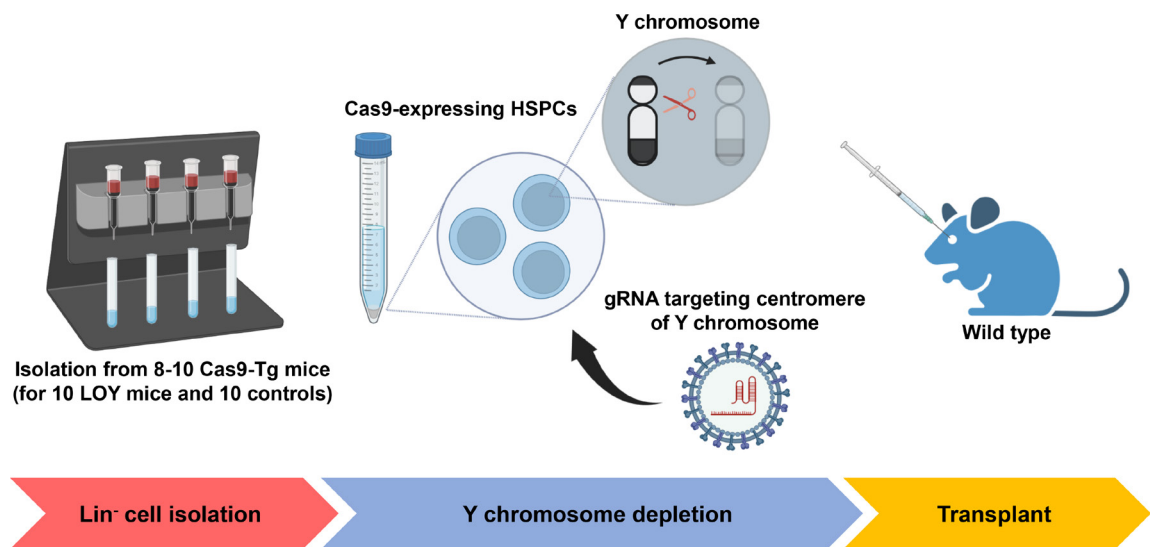 Y chromosome
Cas9-expressing HSPCs
gRNA targeting centromere
of Y chromosome
Wild type
Isolation from 8-10 Cas9-Tg mice
(for 10 LOY mice and 10 controls)
Lin⁻ cell isolation
Y chromosome depletion
Transplant